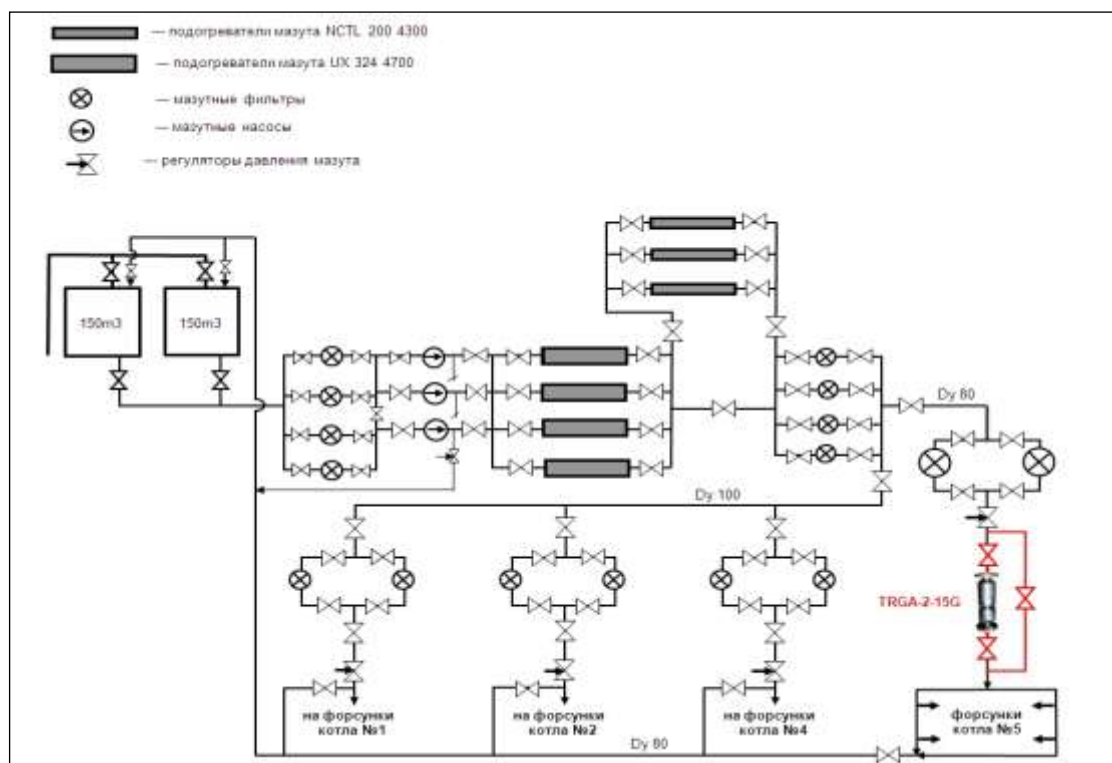 — подогреватели мазута NCTL 200 4300
— подогреватели мазута UX 324 4700
— мазутные фильтры
— мазутные насосы
— регуляторы давления мазута
150m3
150m3
Dy 80
Dy 100
TRGA-2-15G
на форсунки
котла №1
на форсунки
котла №2
на форсунки
котла №4
форсунки
котла №5
Dy 80